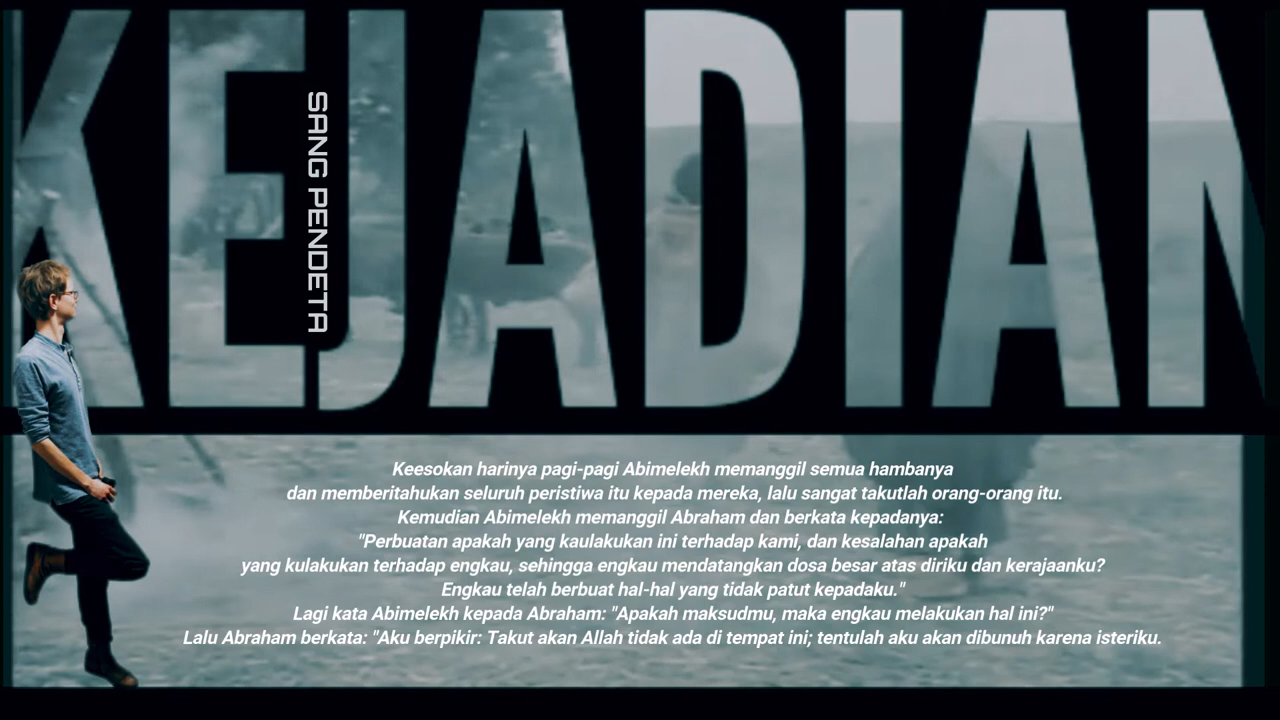 KEJADIAN
SANG PENDETA
Keesokan harinya pagi-pagi Abimelekh memanggil semua hambanya
dan memberitahukan seluruh peristiwa itu kepada mereka, lalu sangat takutlah orang-orang itu.
Kemudian Abimelekh memanggil Abraham dan berkata kepadanya:
"Perbuatan apakah yang kaulakukan ini terhadap kami, dan kesalahan apakah
yang kulakukan terhadap engkau, sehingga engkau mendatangkan dosa besar atas diriku dan kerajaanku?
Engkau telah berbuat hal-hal yang tidak patut kepadaku."
Lagi kata Abimelekh kepada Abraham: "Apakah maksudmu, maka engkau melakukan hal ini?"
Lalu Abraham berkata: "Aku berpikir: Takut akan Allah tidak ada di tempat ini; tentulah aku akan dibunuh karena isteriku.